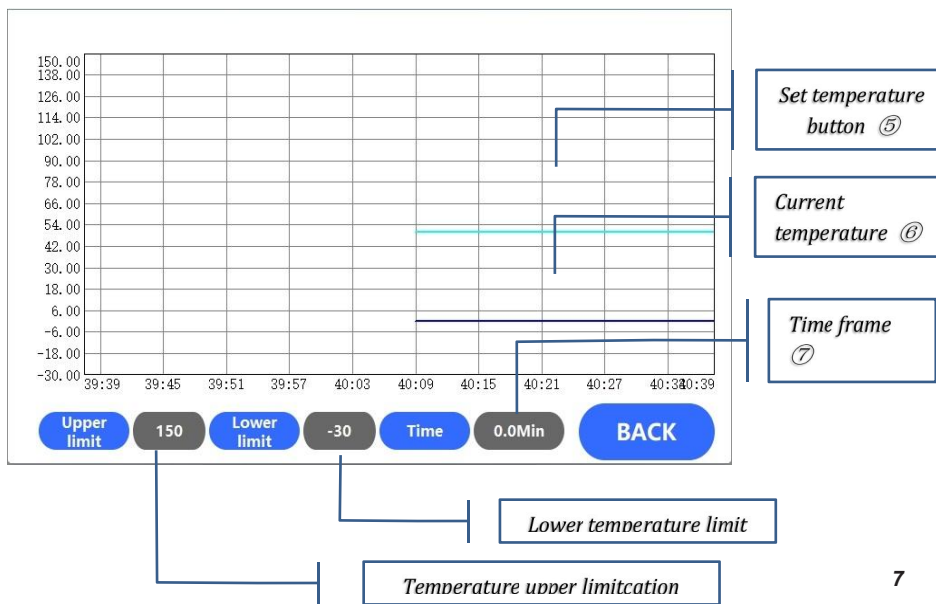 150.00
138.00
126.00
114.00
102.00
90.00
78.00
66.00
54.00
42.00
30.00
18.00
6.00
-6.00
-18.00
-30.00
39:39 39:45 39:51 39:57 40:03 40:09 40:15 40:21 40:27 40:33 40:39
Upper
limit
150
Lower
limit
-30
Time
0.0Min
BACK
Set temperature
button ⑤
Current
temperature ⑥
Time frame
⑦
Lower temperature limit
Temperature upper limitcation
7